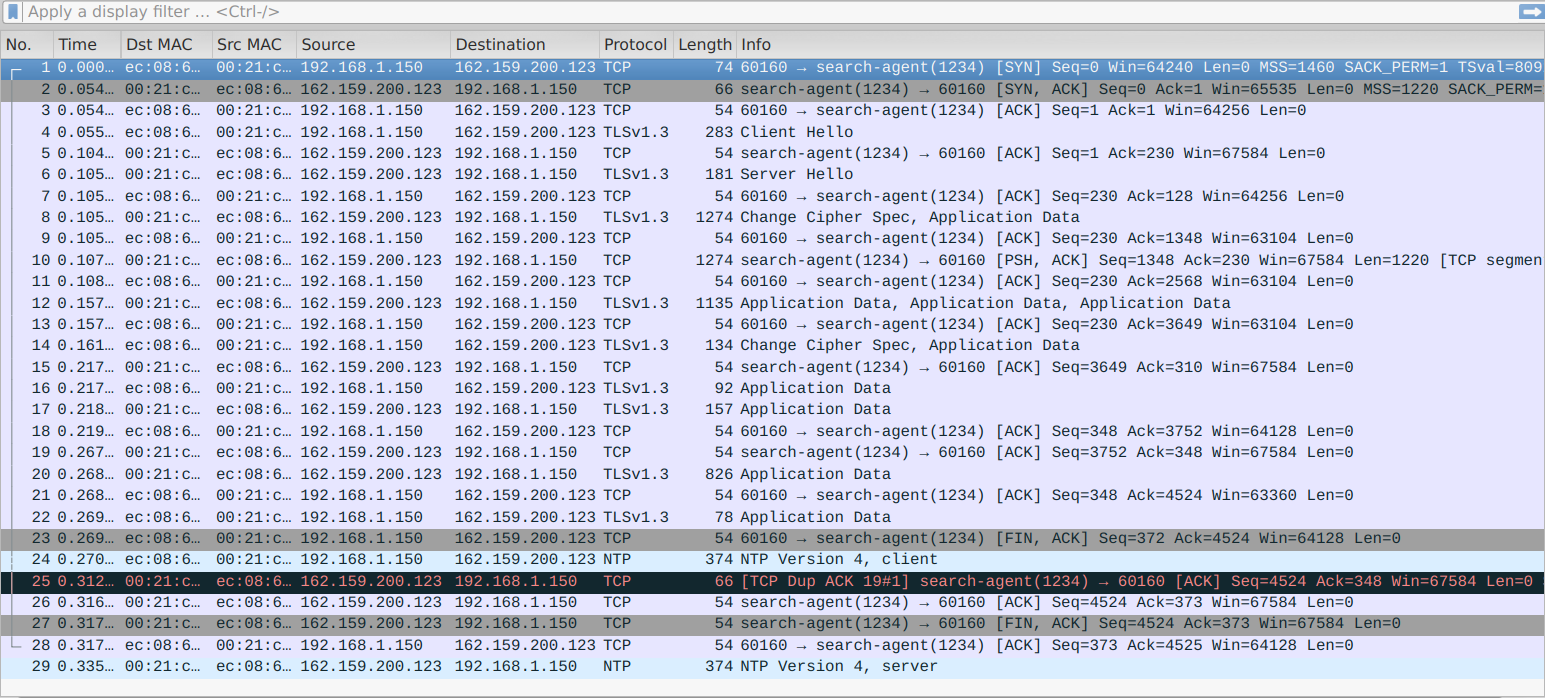 Apply a display filter … <Ctrl-/>
No. Time Dst MAC Src MAC Source Destination Protocol Length Info
1 0.000… ec:08:6… 00:21:c… 192.168.1.150 162.159.200.123 TCP 74 60160 → search-agent(1234) [SYN] Seq=0 Win=64240 Len=0 MSS=1460 SACK_PERM=1 TSval=809
2 0.054… 00:21:c… ec:08:6… 162.159.200.123 192.168.1.150 TCP 66 search-agent(1234) → 60160 [SYN, ACK] Seq=0 Ack=1 Win=65535 Len=0 MSS=1220 SACK_PERM=
3 0.054… ec:08:6… 00:21:c… 192.168.1.150 162.159.200.123 TCP 54 60160 → search-agent(1234) [ACK] Seq=1 Ack=1 Win=64256 Len=0
4 0.055… ec:08:6… 00:21:c… 192.168.1.150 162.159.200.123 TLSv1.3 283 Client Hello
5 0.104… 00:21:c… ec:08:6… 162.159.200.123 192.168.1.150 TCP 54 search-agent(1234) → 60160 [ACK] Seq=1 Ack=230 Win=67584 Len=0
6 0.105… 00:21:c… ec:08:6… 162.159.200.123 192.168.1.150 TLSv1.3 181 Server Hello
7 0.105… ec:08:6… 00:21:c… 192.168.1.150 162.159.200.123 TCP 54 60160 → search-agent(1234) [ACK] Seq=230 Ack=128 Win=64256 Len=0
8 0.105… 00:21:c… ec:08:6… 162.159.200.123 192.168.1.150 TLSv1.3 1274 Change Cipher Spec, Application Data
9 0.105… ec:08:6… 00:21:c… 192.168.1.150 162.159.200.123 TCP 54 60160 → search-agent(1234) [ACK] Seq=230 Ack=1348 Win=63104 Len=0
10 0.107… 00:21:c… ec:08:6… 162.159.200.123 192.168.1.150 TCP 1274 search-agent(1234) → 60160 [PSH, ACK] Seq=1348 Ack=230 Win=67584 Len=1220 [TCP segmen
11 0.108… ec:08:6… 00:21:c… 192.168.1.150 162.159.200.123 TCP 54 60160 → search-agent(1234) [ACK] Seq=230 Ack=2568 Win=63104 Len=0
12 0.157… 00:21:c… ec:08:6… 162.159.200.123 192.168.1.150 TLSv1.3 1135 Application Data, Application Data, Application Data
13 0.157… ec:08:6… 00:21:c… 192.168.1.150 162.159.200.123 TCP 54 60160 → search-agent(1234) [ACK] Seq=230 Ack=3649 Win=63104 Len=0
14 0.161… ec:08:6… 00:21:c… 192.168.1.150 162.159.200.123 TLSv1.3 134 Change Cipher Spec, Application Data
15 0.217… 00:21:c… ec:08:6… 162.159.200.123 192.168.1.150 TCP 54 search-agent(1234) → 60160 [ACK] Seq=3649 Ack=310 Win=67584 Len=0
16 0.217… ec:08:6… 00:21:c… 192.168.1.150 162.159.200.123 TLSv1.3 92 Application Data
17 0.218… 00:21:c… ec:08:6… 162.159.200.123 192.168.1.150 TLSv1.3 157 Application Data
18 0.219… ec:08:6… 00:21:c… 192.168.1.150 162.159.200.123 TCP 54 60160 → search-agent(1234) [ACK] Seq=348 Ack=3752 Win=64128 Len=0
19 0.267… 00:21:c… ec:08:6… 162.159.200.123 192.168.1.150 TCP 54 search-agent(1234) → 60160 [ACK] Seq=3752 Ack=348 Win=67584 Len=0
20 0.268… 00:21:c… ec:08:6… 162.159.200.123 192.168.1.150 TLSv1.3 826 Application Data
21 0.268… ec:08:6… 00:21:c… 192.168.1.150 162.159.200.123 TCP 54 60160 → search-agent(1234) [ACK] Seq=348 Ack=4524 Win=63360 Len=0
22 0.269… ec:08:6… 00:21:c… 192.168.1.150 162.159.200.123 TLSv1.3 78 Application Data
23 0.269… ec:08:6… 00:21:c… 192.168.1.150 162.159.200.123 TCP 54 60160 → search-agent(1234) [FIN, ACK] Seq=372 Ack=4524 Win=64128 Len=0
24 0.270… ec:08:6… 00:21:c… 192.168.1.150 162.159.200.123 NTP 374 NTP Version 4, client
25 0.312… 00:21:c… ec:08:6… 162.159.200.123 192.168.1.150 TCP 66 [TCP Dup ACK 19#1] search-agent(1234) → 60160 [ACK] Seq=4524 Ack=348 Win=67584 Len=0
26 0.316… 00:21:c… ec:08:6… 162.159.200.123 192.168.1.150 TCP 54 search-agent(1234) → 60160 [ACK] Seq=4524 Ack=373 Win=67584 Len=0
27 0.317… 00:21:c… ec:08:6… 162.159.200.123 192.168.1.150 TCP 54 search-agent(1234) → 60160 [FIN, ACK] Seq=4524 Ack=373 Win=67584 Len=0
28 0.317… ec:08:6… 00:21:c… 192.168.1.150 162.159.200.123 TCP 54 60160 → search-agent(1234) [ACK] Seq=373 Ack=4525 Win=64128 Len=0
29 0.335… 00:21:c… ec:08:6… 162.159.200.123 192.168.1.150 NTP 374 NTP Version 4, server